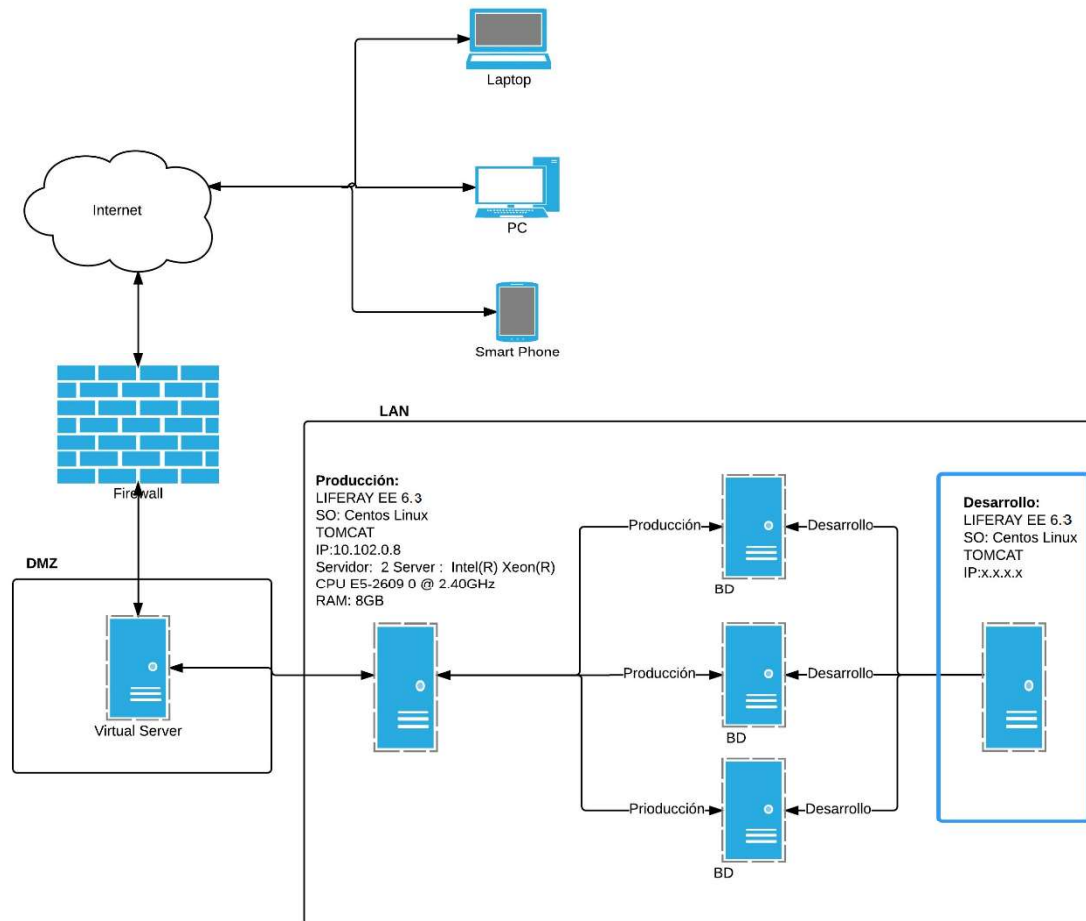 Laptop
Internet
PC
Smart Phone
Firewall
LAN
Producción:
LIFERAY EE 6.3
SO: Centos Linux
TOMCAT
IP:10.102.0.8
Servidor:  2 Server :  Intel(R) Xeon(R)
CPU E5-2609 0 @ 2.40GHz
RAM: 8GB
Desarrollo:
LIFERAY EE 6.3
SO: Centos Linux
TOMCAT
IP:x.x.x.x
DMZ
Virtual Server
Producción
Desarrollo
BD
Producción
Desarrollo
BD
Prioducción
Desarrollo
BD